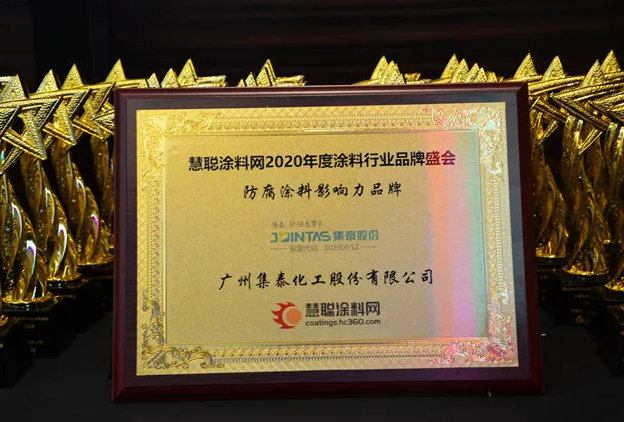 慧聪涂料网2020年度涂料行业品牌盛会
防腐涂料影响力品牌
JOINTAS 集泰股份
股票代码：002909·SZ
广州集泰化工股份有限公司
慧聪涂料网
coatings.hc360.com